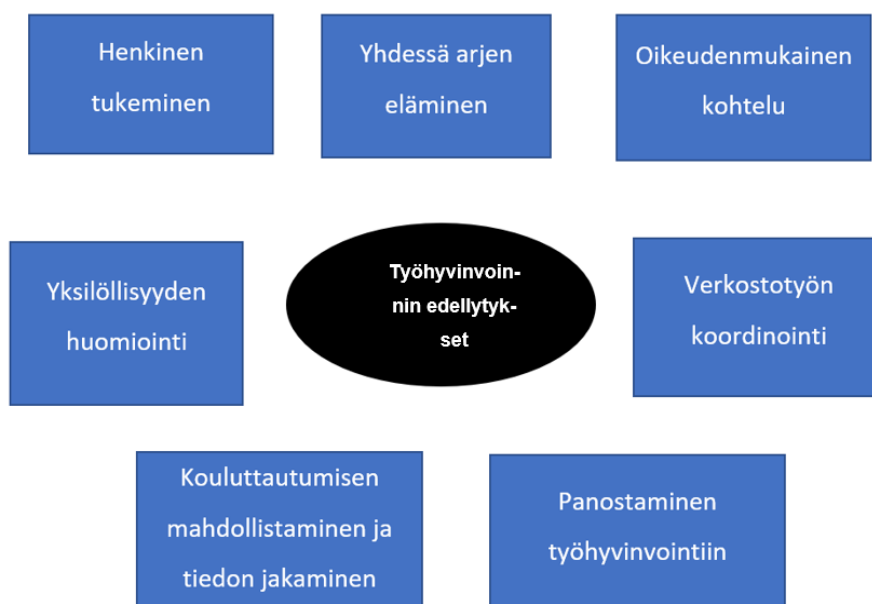 Henkinen
tukeminen
Yhdessä arjen
eläminen
Oikeudenmukainen
kohtelu
Yksilöllisyyden
huomiointi
Työhyvinvoin-
nin edellytyk-
set
Verkostotyön
koordinointi
Kouluttautumisen
mahdollistaminen ja
tiedon jakaminen
Panostaminen
työhyvinvointiin